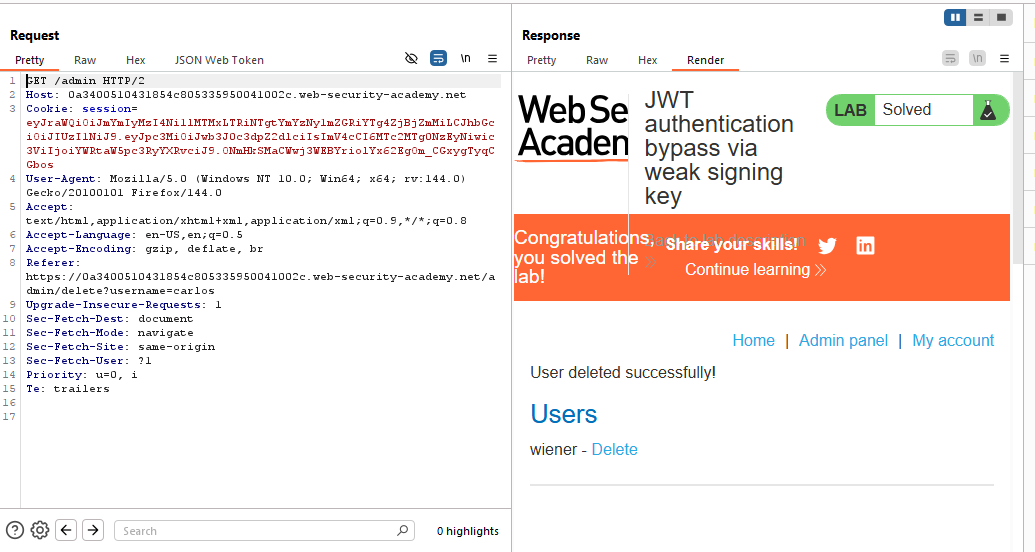 Request
Pretty Raw Hex JSON Web Token
\n
1 GET /admin HTTP/2
2 Host: 0a3400510431854c805335950041002c.web-security-academy.net
3 Cookie: session=
4 User-Agent: Mozilla/5.0 (Windows NT 10.0; Win64; x64; rv:144.0)
Gecko/20100101 Firefox/144.0
5 Accept:
text/html,application/xhtml+xml,application/xml;q=0.9,*/*;q=0.8
6 Accept-Language: en-US,en;q=0.5
7 Accept-Encoding: gzip, deflate, br
8 Referer:
https://0a3400510431854c805335950041002c.web-security-academy.net/a
dmin/delete?username=carlos
9 Upgrade-Insecure-Requests: 1
10 Sec-Fetch-Dest: document
11 Sec-Fetch-Mode: navigate
12 Sec-Fetch-Site: same-origin
13 Sec-Fetch-User: ?1
14 Priority: u=0, i
15 Te: trailers
16
17
Search
0 highlights
Response
Pretty Raw Hex Render
\n
Web Se
Academ
JWT
authentication
bypass via
weak signing
key
LAB Solved
Congratulations,
you solved the
lab!
Share your skills!
Continue learning
Home | Admin panel | My account
User deleted successfully!
Users
wiener - Delete